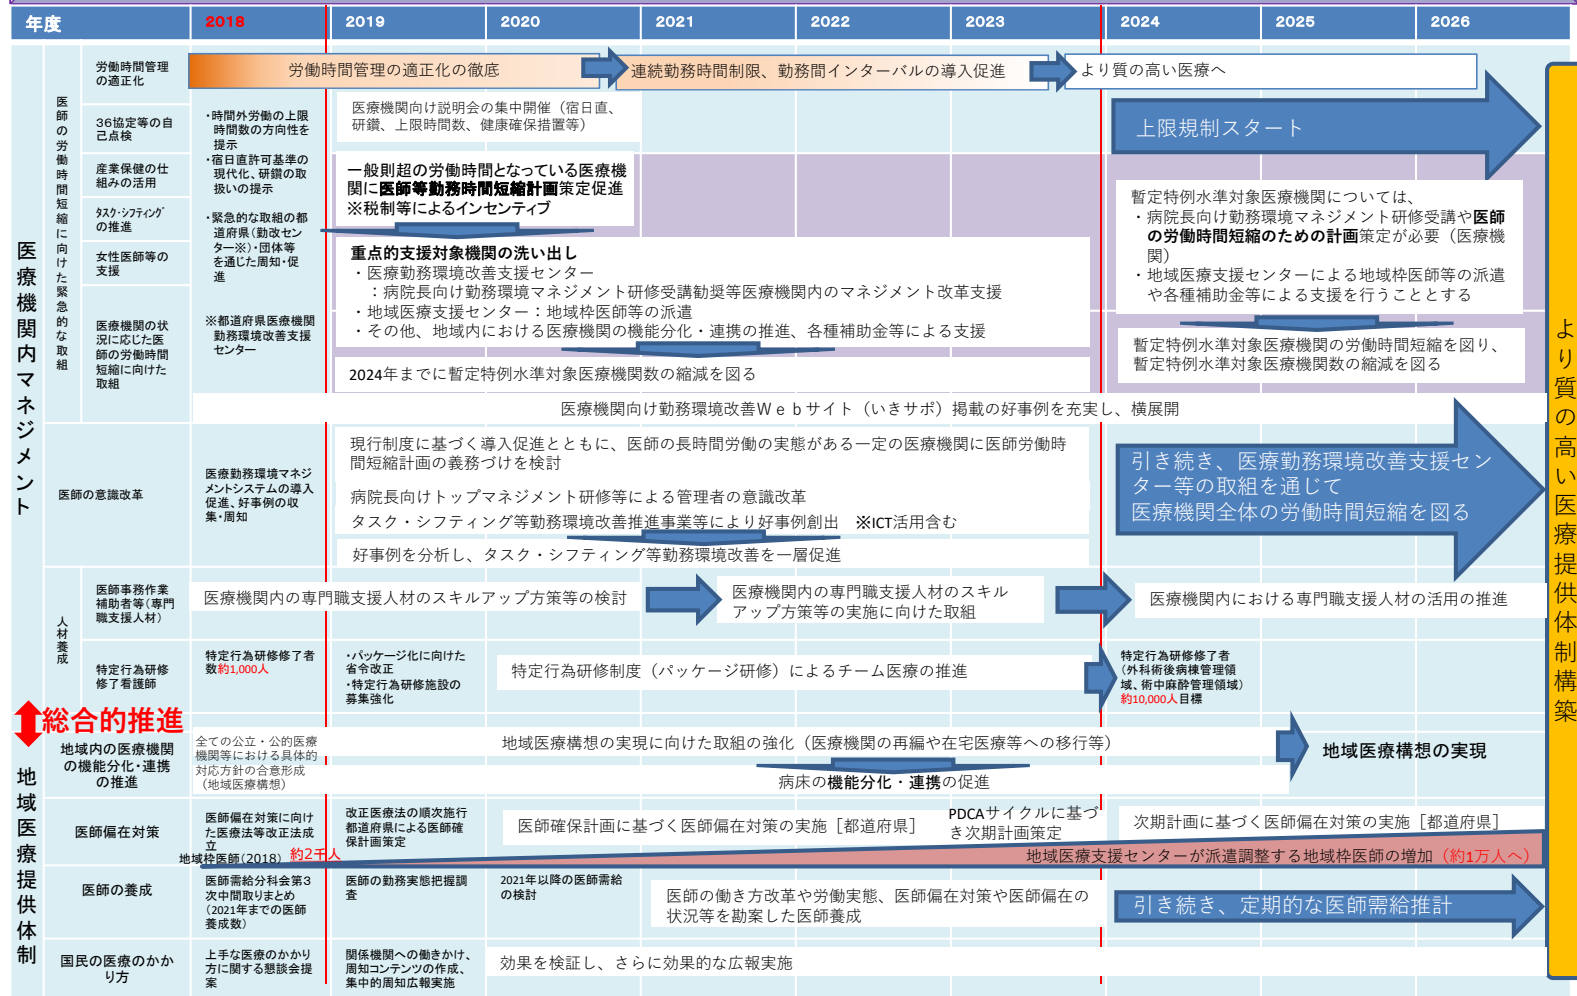 年度
2018
2019
2020
2021
2022
2023
2024
2025
2026
医療機関内マネジメント
医師の労働時間短縮に向けた緊急的な取組
労働時間管理
の適正化
36協定等の自
己点検
産業保健の仕
組みの活用
ﾀｽｸ･ｼﾌﾃｨﾝｸﾞ
の推進
女性医師等の
支援
医療機関の状
況に応じた医
師の労働時間
短縮に向けた
取組
労働時間管理の適正化の徹底
連続勤務時間制限、勤務間インターバルの導入促進
より質の高い医療へ
・時間外労働の上限
時間数の方向性を
提示
・宿日直許可基準の
現代化、研鑽の取
扱いの提示
・緊急的な取組の都
道府県（勤改セン
ター※）・団体等
を通じた周知・促
進
※都道府県医療機関
勤務環境改善支援
センター
医療機関向け説明会の集中開催（宿日直、
研鑽、上限時間数、健康確保措置等）
一般則超の労働時間となっている医療機
関に医師等勤務時間短縮計画策定促進
※税制等によるインセンティブ
重点的支援対象機関の洗い出し
・医療勤務環境改善支援センター
：病院長向け勤務環境マネジメント研修受講勧奨等医療機関内のマネジメント改革支援
・地域医療支援センター：地域枠医師等の派遣
・その他、地域内における医療機関の機能分化・連携の推進、各種補助金等による支援
2024年までに暫定特例水準対象医療機関数の縮減を図る
上限規制スタート
暫定特例水準対象医療機関については、
・病院長向け勤務環境マネジメント研修受講や医師
の労働時間短縮のための計画策定が必要（医療機
関）
・地域医療支援センターによる地域枠医師等の派遣
や各種補助金等による支援を行うこととする
暫定特例水準対象医療機関の労働時間短縮を図り、
暫定特例水準対象医療機関数の縮減を図る
医療機関向け勤務環境改善Ｗｅｂサイト（いきサポ）掲載の好事例を充実し、横展開
医師の意識改革
医療勤務環境マネジ
メントシステムの導入
促進、好事例の収
集・周知
現行制度に基づく導入促進とともに、医師の長時間労働の実態がある一定の医療機関に医師労働時
間短縮計画の義務づけを検討
病院長向けトップマネジメント研修等による管理者の意識改革
タスク・シフティング等勤務環境改善推進事業等により好事例創出　※ICT活用含む
好事例を分析し、タスク・シフティング等勤務環境改善を一層促進
引き続き、医療勤務環境改善支援セン
ター等の取組を通じて
医療機関全体の労働時間短縮を図る
人材養成
医師事務作業
補助者等（専門
職支援人材）
医療機関内の専門職支援人材のスキルアップ方策等の検討
医療機関内の専門職支援人材のスキル
アップ方策等の実施に向けた取組
医療機関内における専門職支援人材の活用の推進
特定行為研修
修了看護師
特定行為研修修了者
数約1,000人
・パッケージ化に向けた
省令改正
・特定行為研修施設の
募集強化
特定行為研修制度（パッケージ研修）によるチーム医療の推進
特定行為研修修了者
（外科術後病棟管理領
域、術中麻酔管理領域）
約10,000人目標
総合的推進
地域医療提供体制
地域内の医療機関
の機能分化・連携
の推進
全ての公立・公的医療
機関等における具体的
対応方針の合意形成
（地域医療構想）
地域医療構想の実現に向けた取組の強化（医療機関の再編や在宅医療等への移行等）
病床の機能分化・連携の促進
地域医療構想の実現
医師偏在対策
医師偏在対策に向け
た医療法等改正法成
立
地域枠医師（2018） 約2千人
改正医療法の順次施行
都道府県による医師確
保計画策定
医師確保計画に基づく医師偏在対策の実施［都道府県］
PDCAサイクルに基づ
き次期計画策定
次期計画に基づく医師偏在対策の実施［都道府県］
地域医療支援センターが派遣調整する地域枠医師の増加（約1万人へ）
医師の養成
医師需給分科会第３
次中間取りまとめ
（2021年までの医師
養成数）
医師の勤務実態把握調
査
2021年以降の医師需給
の検討
医師の働き方改革や労働実態、医師偏在対策や医師偏在の
状況等を勘案した医師養成
引き続き、定期的な医師需給推計
国民の医療のかか
り方
上手な医療のかかり
方に関する懇談会提
案
関係機関への働きかけ、
周知コンテンツの作成、
集中的周知広報実施
効果を検証し、さらに効果的な広報実施
より質の高い医療提供体制構築